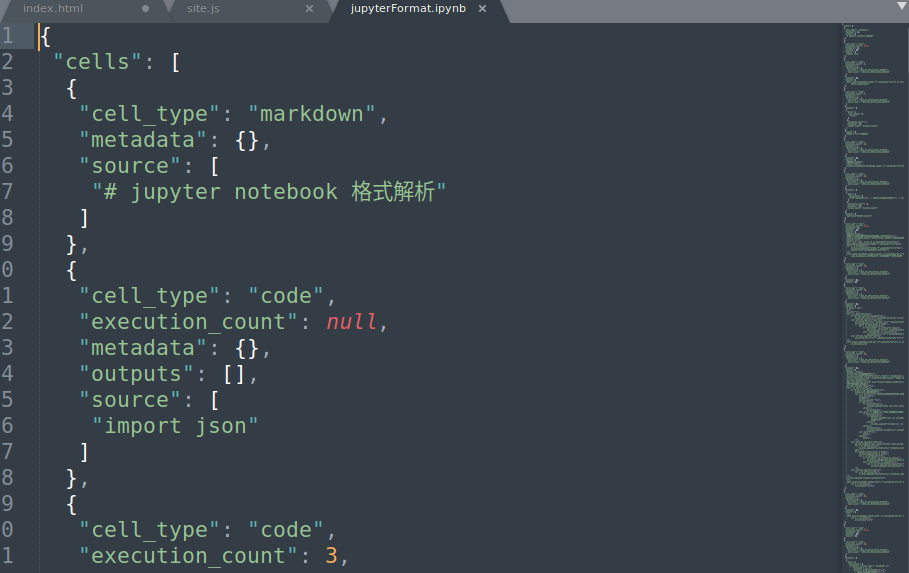 index.html
site.js
jupyterFormat.ipynb
1 {
2 "cells": [
3 {
4 "cell_type": "markdown",
5 "metadata": {},
6 "source": [
7 "# jupyter notebook 格式解析"
8 ]
9 },
0 {
1 "cell_type": "code",
2 "execution_count": null,
3 "metadata": {},
4 "outputs": [],
5 "source": [
6 "import json"
7 ]
8 },
9 {
0 "cell_type": "code",
1 "execution_count": 3,